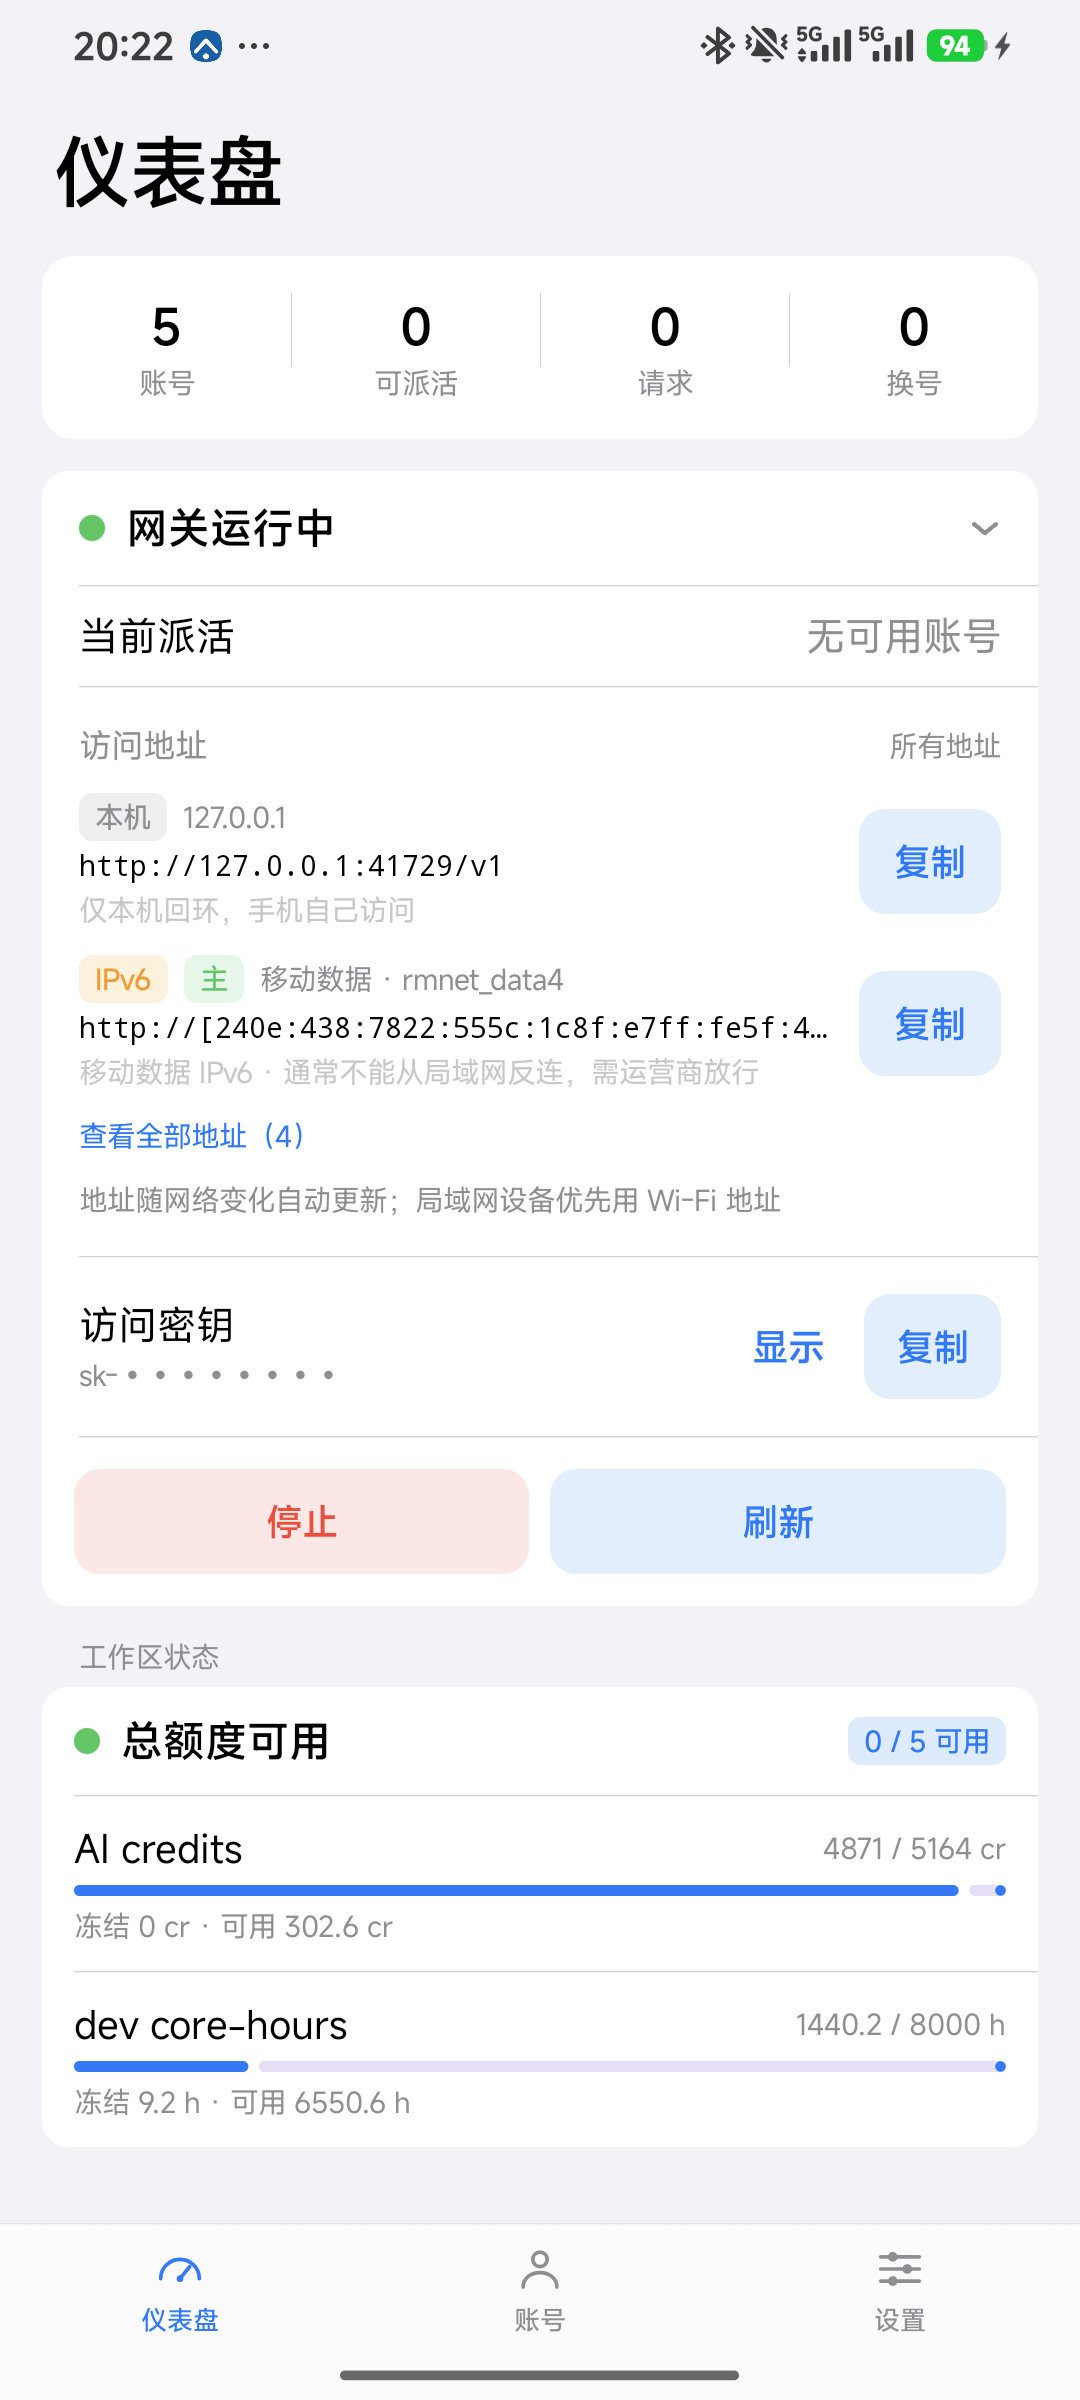 20:22 ... 5G 5G 94
仪表盘
5 0 0 0
账号 可派活 请求 换号
网关运行中
当前派活 无可用账号
访问地址 所有地址
本机 127.0.0.1
http://127.0.0.1:41729/v1 复制
仅本机回环，手机自己访问
IPv6 主 移动数据 · rmnet_data4
http://[240e:438:7822:555c:1c8f:e7ff:fe5f:4... 复制
移动数据 IPv6 · 通常不能从局域网反连，需运营商放行
查看全部地址（4）
地址随网络变化自动更新；局域网设备优先用 Wi-Fi 地址
访问密钥 显示 复制
sk-••••••••
停止 刷新
工作区状态
总额度可用 0 / 5 可用
AI credits 4871 / 5164 cr
冻结 0 cr · 可用 302.6 cr
dev core-hours 1440.2 / 8000 h
冻结 9.2 h · 可用 6550.6 h
仪表盘 账号 设置